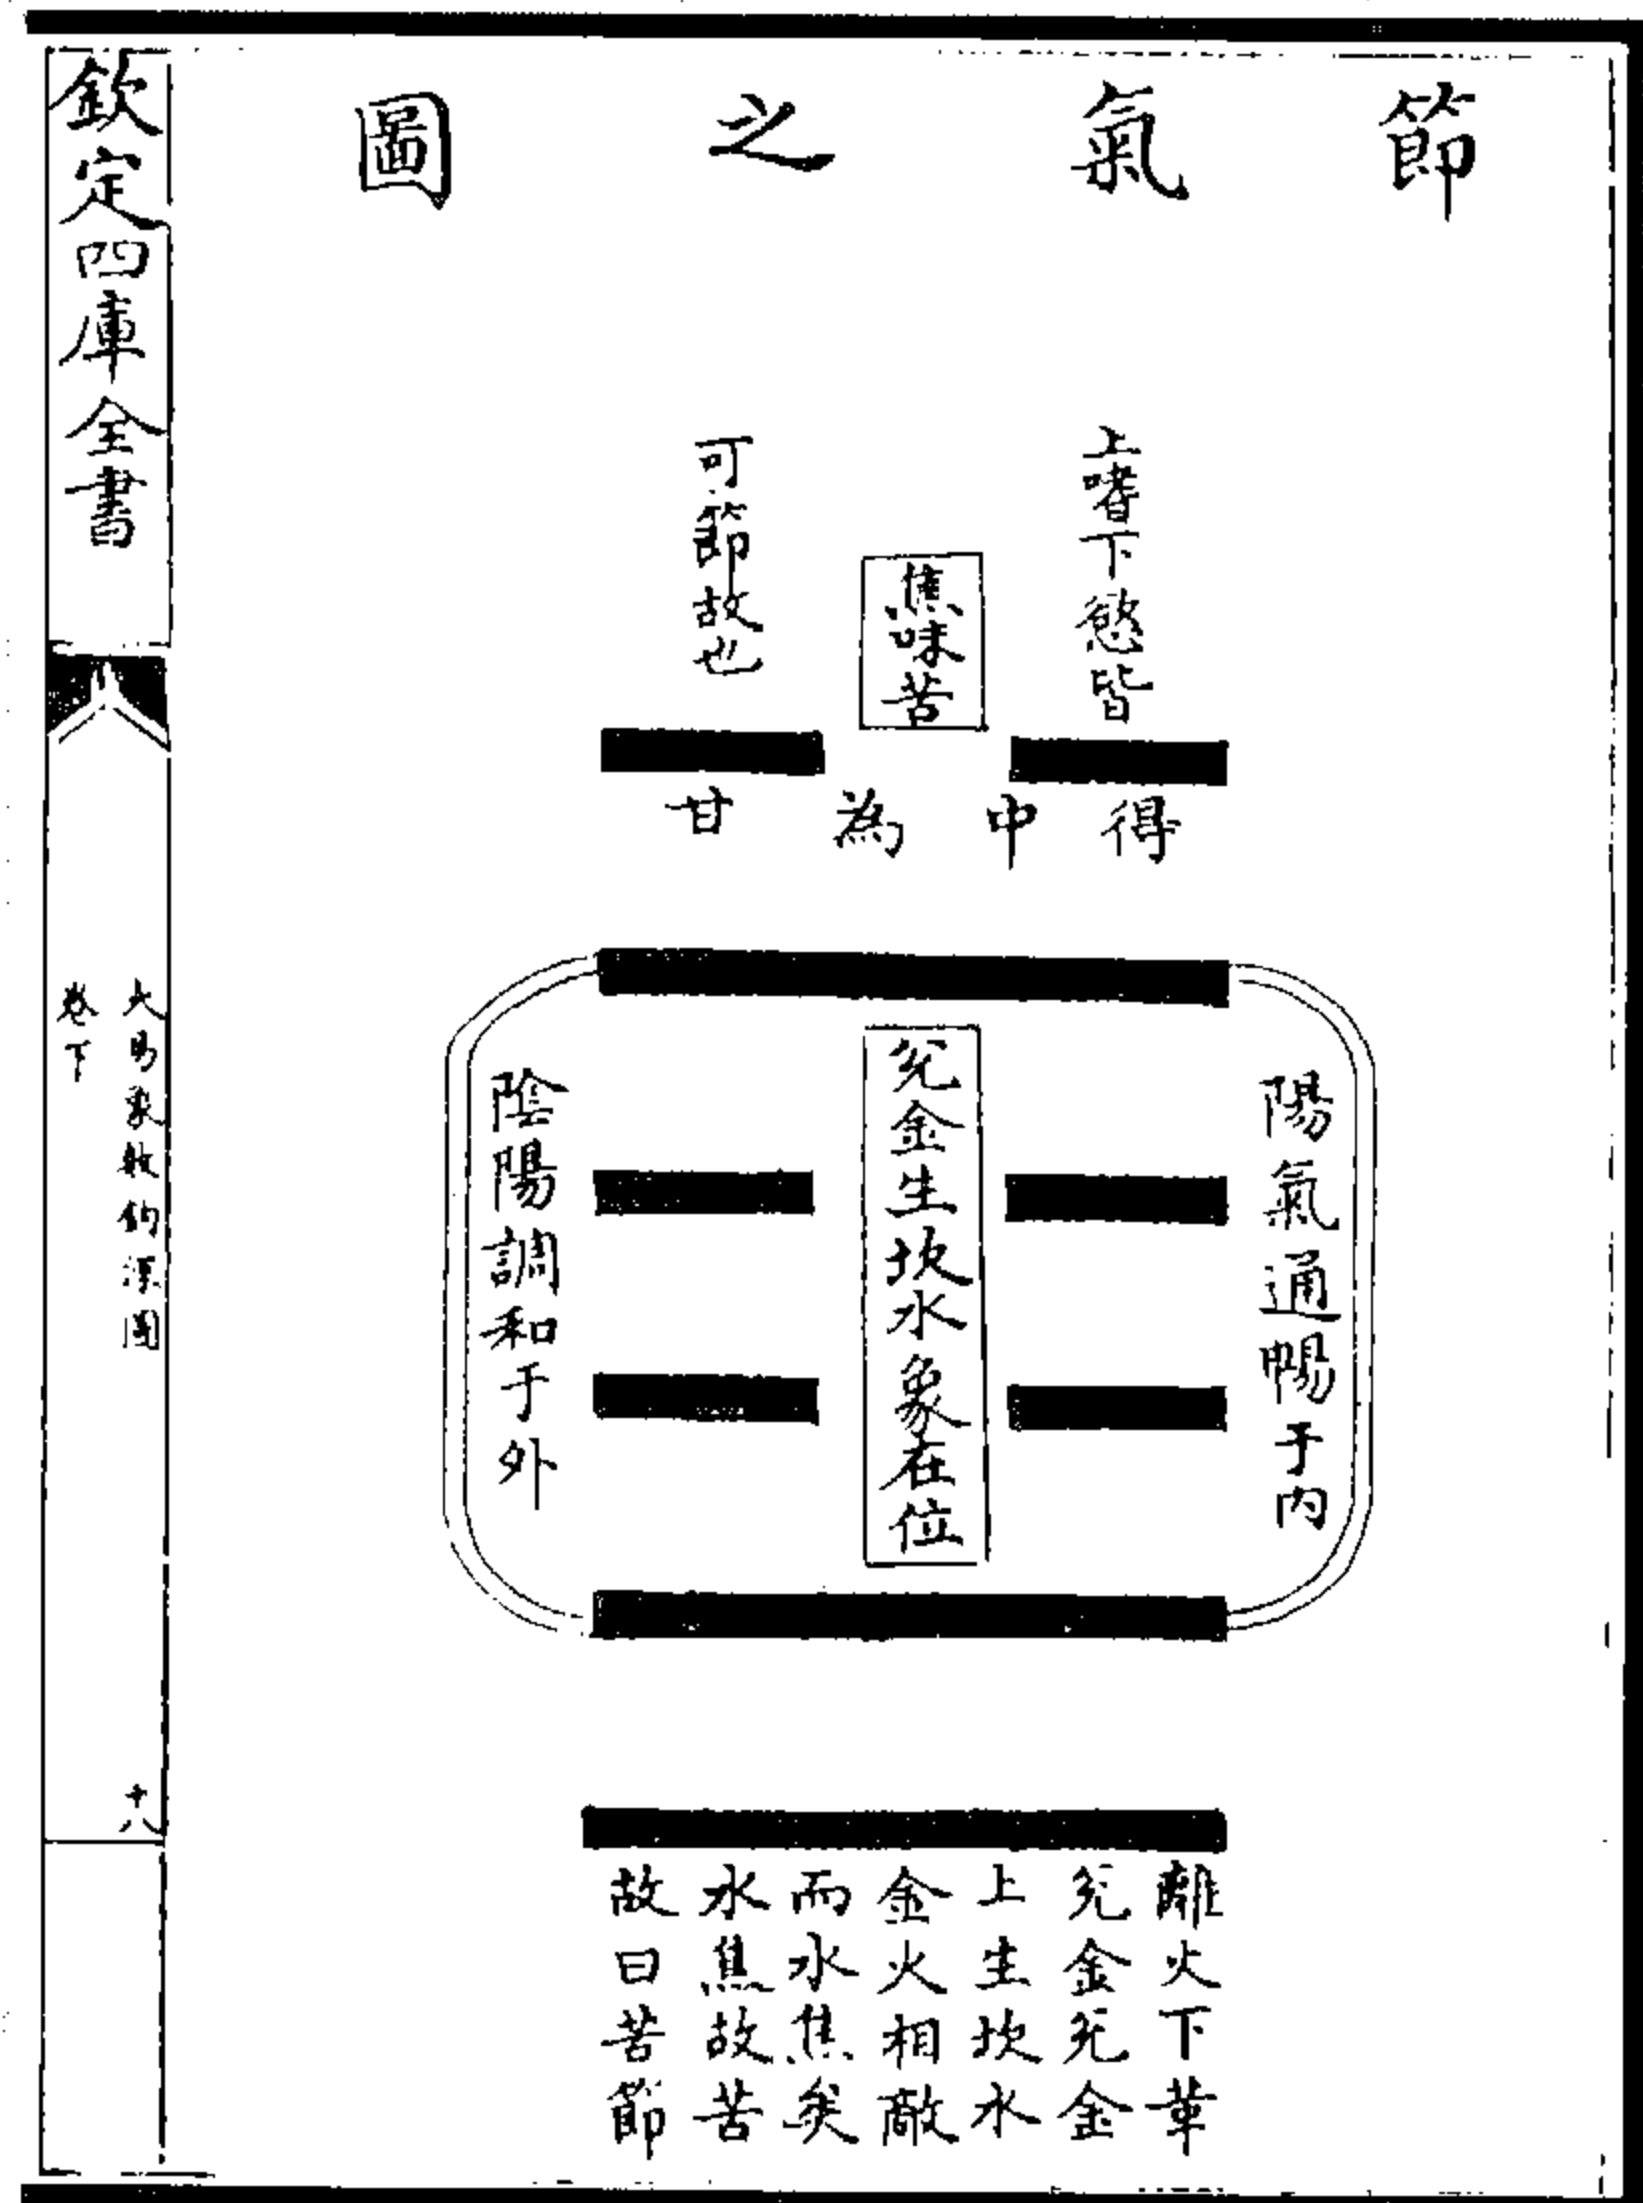 節氣之圖
上嗜下慾皆
焦味苦
可節故也
得中為甘
陽氣通暢于內
兌金生坎水象在位
陰陽調和于外
離火下革
兌金兌金
上生坎水
金火相敵
而水焦矣
水焦故苦
故曰苦節
欽定四庫全書
大易象數鈎深圖
卷下
十八